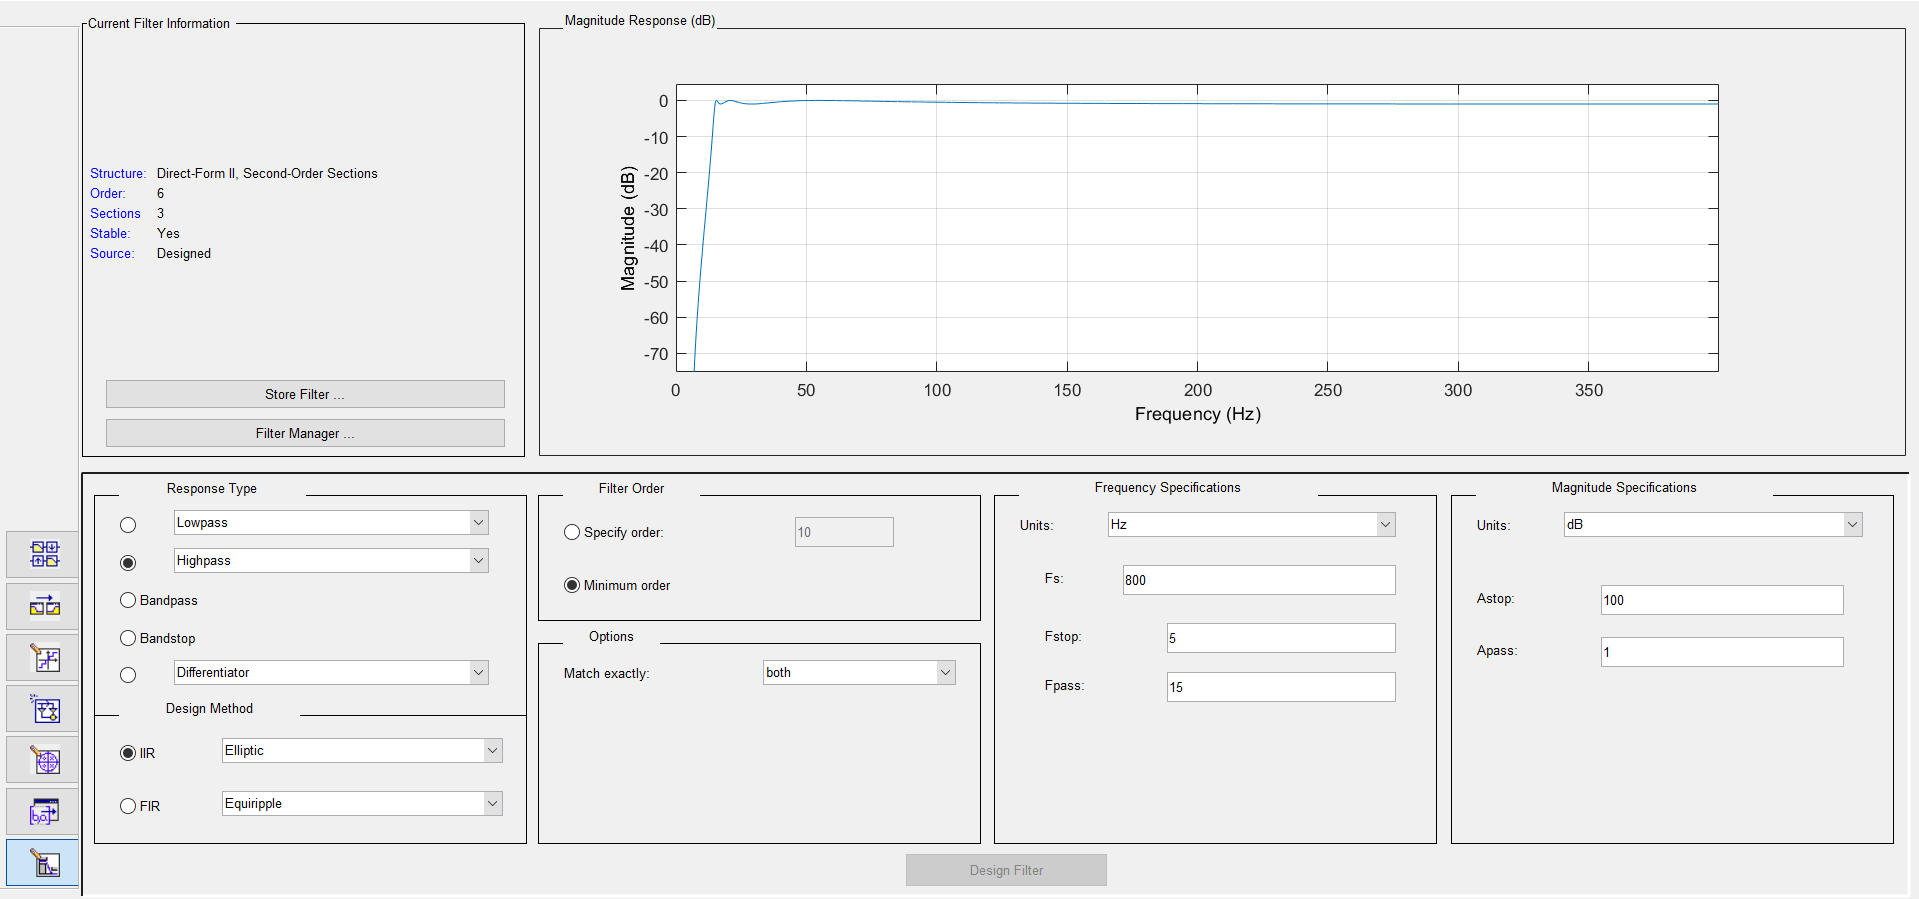 Current Filter Information
Structure: Direct-Form II, Second-Order Sections
Order: 6
Sections 3
Stable: Yes
Source: Designed
Store Filter ...
Filter Manager ...
Magnitude Response (dB)
0
-10
-20
-30
-40
-50
-60
-70
Magnitude (dB)
0 50 100 150 200 250 300 350
Frequency (Hz)
Response Type
Lowpass
Highpass
Bandpass
Bandstop
Differentiator
Design Method
IIR Elliptic
FIR Equiripple
Filter Order
Specify order: 10
Minimum order
Options
Match exactly: both
Frequency Specifications
Units: Hz
Fs: 800
Fstop: 5
Fpass: 15
Magnitude Specifications
Units: dB
Astop: 100
Apass: 1
Design Filter